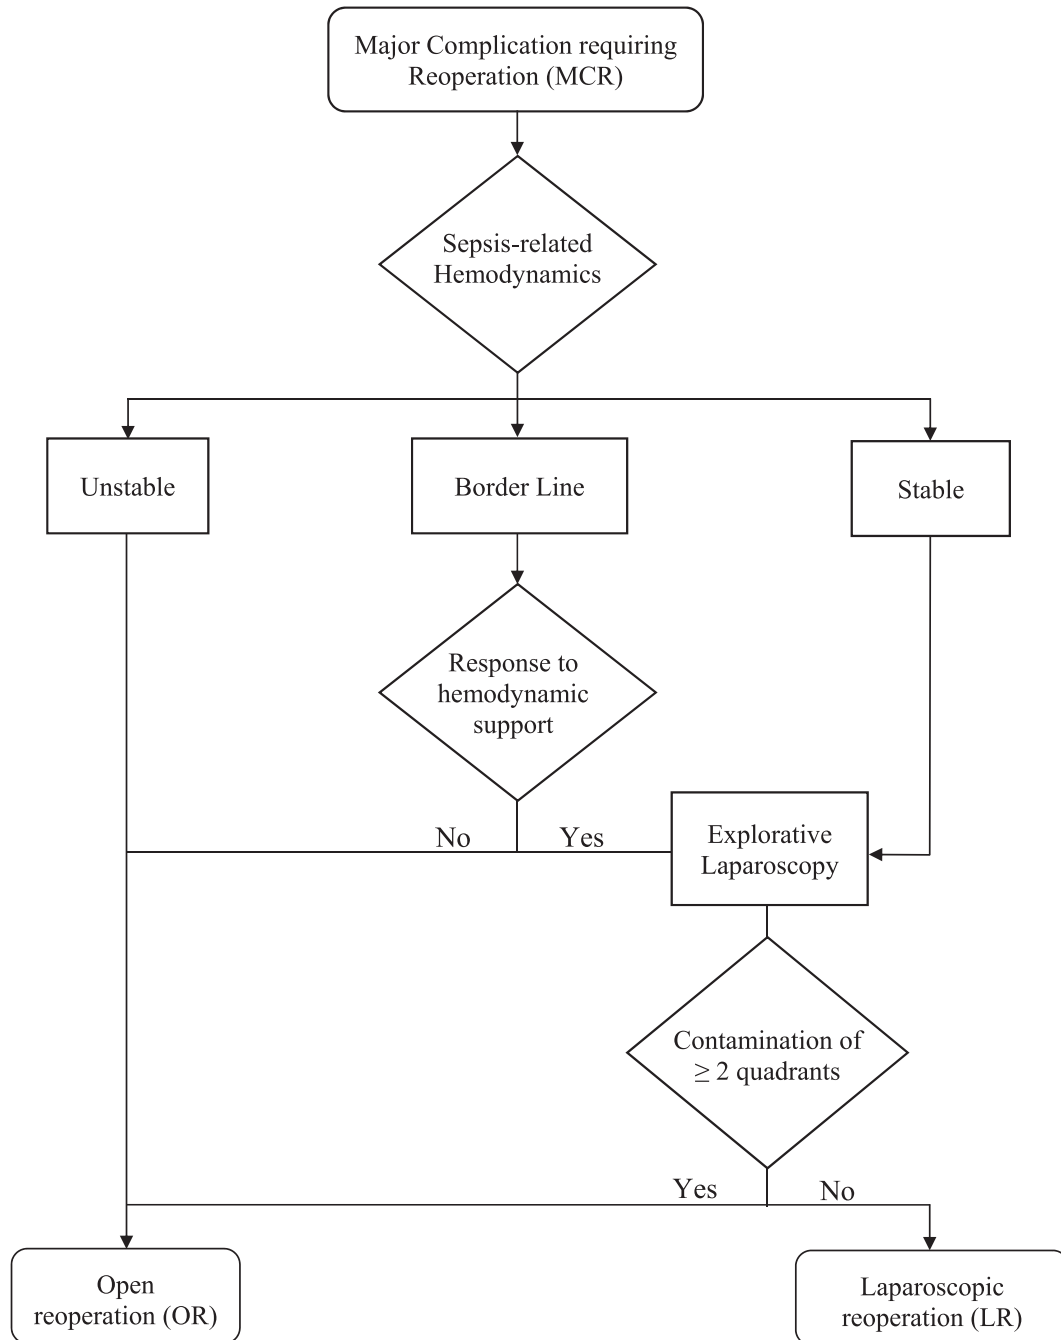 Major Complication requiring
Reoperation (MCR)
Sepsis-related
Hemodynamics
Unstable
Border Line
Stable
Response to
hemodynamic
support
No
Yes
Explorative
Laparoscopy
Contamination of
≥ 2 quadrants
Yes
No
Open
reoperation (OR)
Laparoscopic
reoperation (LR)